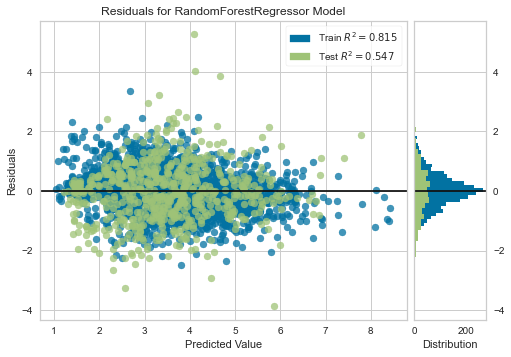 Residuals for RandomForestRegressor Model
Train R² = 0.815
Test R² = 0.547
Residuals
4
2
0
−2
−4
1 2 3 4 5 6 7 8
Predicted Value
4
2
0
−2
−4
0 200
Distribution